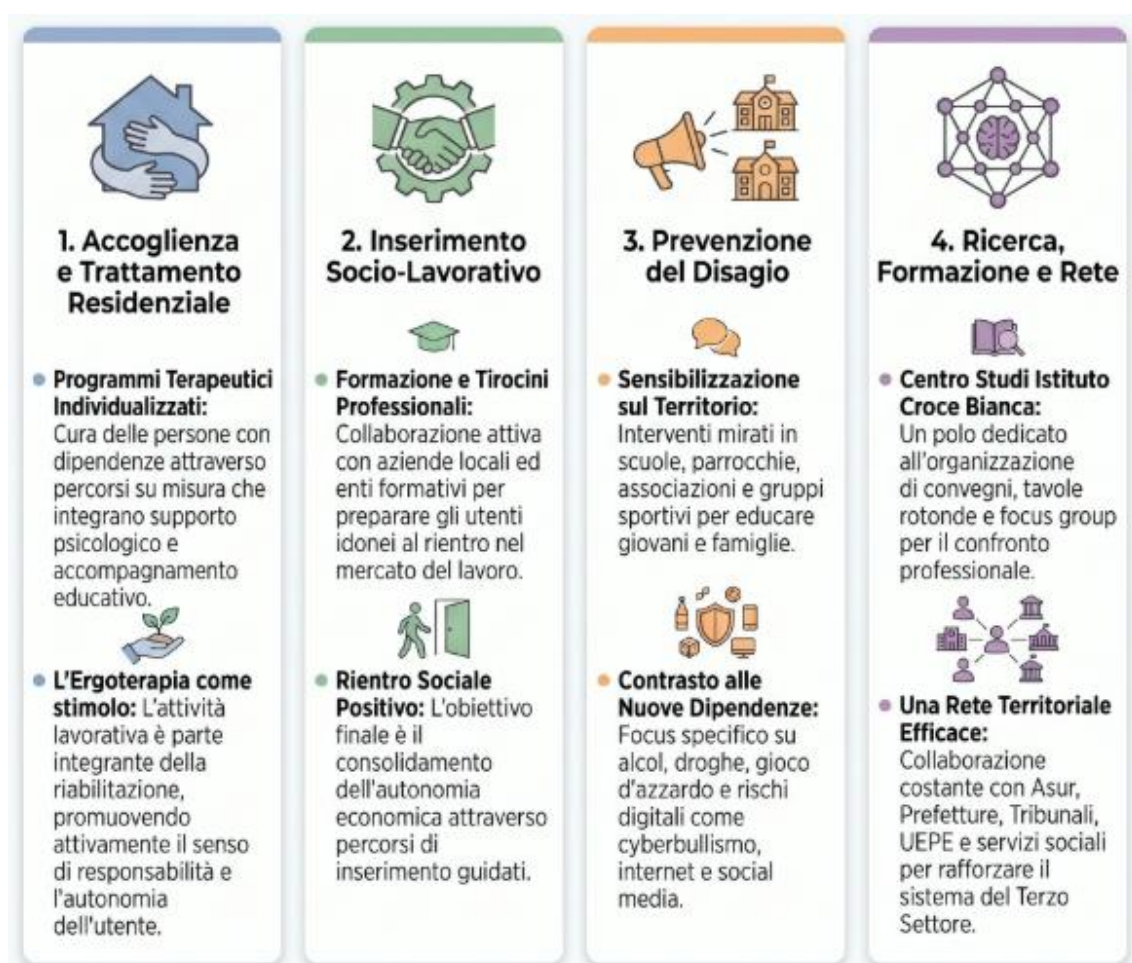 1. Accoglienza
e Trattamento
Residenziale
Programmi Terapeutici
Individualizzati:
Cura delle persone con
dipendenze attraverso
percorsi su misura che
integrano supporto
psicologico e
accompagnamento
educativo.
L'Ergoterapia come
stimolo: L'attività
lavorativa è parte
integrante della
riabilitazione,
promuovendo
attivamente il senso
di responsabilità e
l'autonomia
dell'utente.
2. Inserimento
Socio-Lavorativo
Formazione e Tirocini
Professionali:
Collaborazione attiva
con aziende locali ed
enti formativi per
preparare gli utenti
idonei al rientro nel
mercato del lavoro.
Rientro Sociale
Positivo: L'obiettivo
finale è il
consolidamento
dell'autonomia
economica attraverso
percorsi di
inserimento guidati.
3. Prevenzione
del Disagio
Sensibilizzazione
sul Territorio:
Interventi mirati in
scuole, parrocchie,
associazioni e gruppi
sportivi per educare
giovani e famiglie.
Contrasto alle
Nuove Dipendenze:
Focus specifico su
alcol, droghe, gioco
d'azzardo e rischi
digitali come
cyberbullismo,
internet e social
media.
4. Ricerca,
Formazione e Rete
Centro Studi Istituto
Croce Bianca:
Un polo dedicato
all'organizzazione
di convegni, tavole
rotonde e focus group
per il confronto
professionale.
Una Rete Territoriale
Efficace:
Collaborazione
costante con Asur,
Prefetture, Tribunali,
UEPE e servizi sociali
per rafforzare il
sistema del Terzo
Settore.